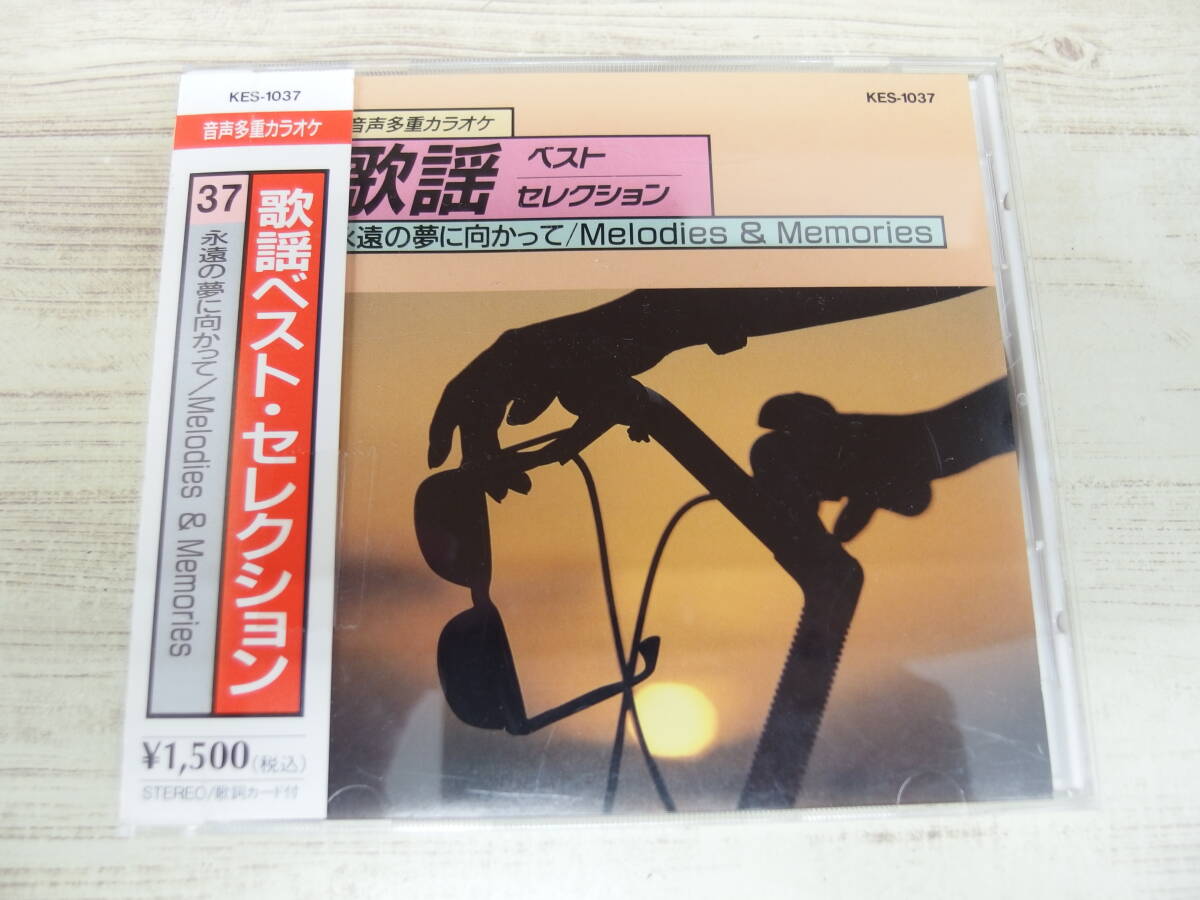 KES-1037
音声多重カラオケ
37
歌謡ベスト・セレクション
永遠の夢に向かって/Melodies & Memories
¥1,500(税込)
STEREO/歌詞カード付
KES-1037
音声多重カラオケ
歌謡 ベスト
セレクション
永遠の夢に向かって/Melodies & Memories